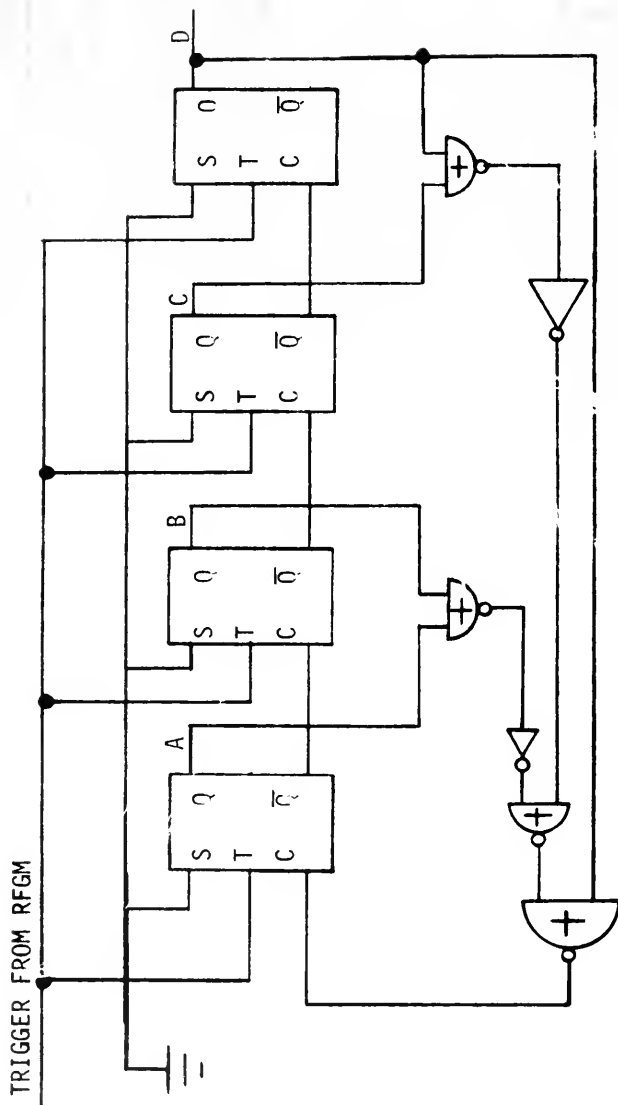 TRIGGER FROM RFGM
A
B
C
D
S Q
T
C Q̅
S Q
T
C Q̅
S Q
T
C Q̅
S Q
T
C Q̅
+
+
+
+